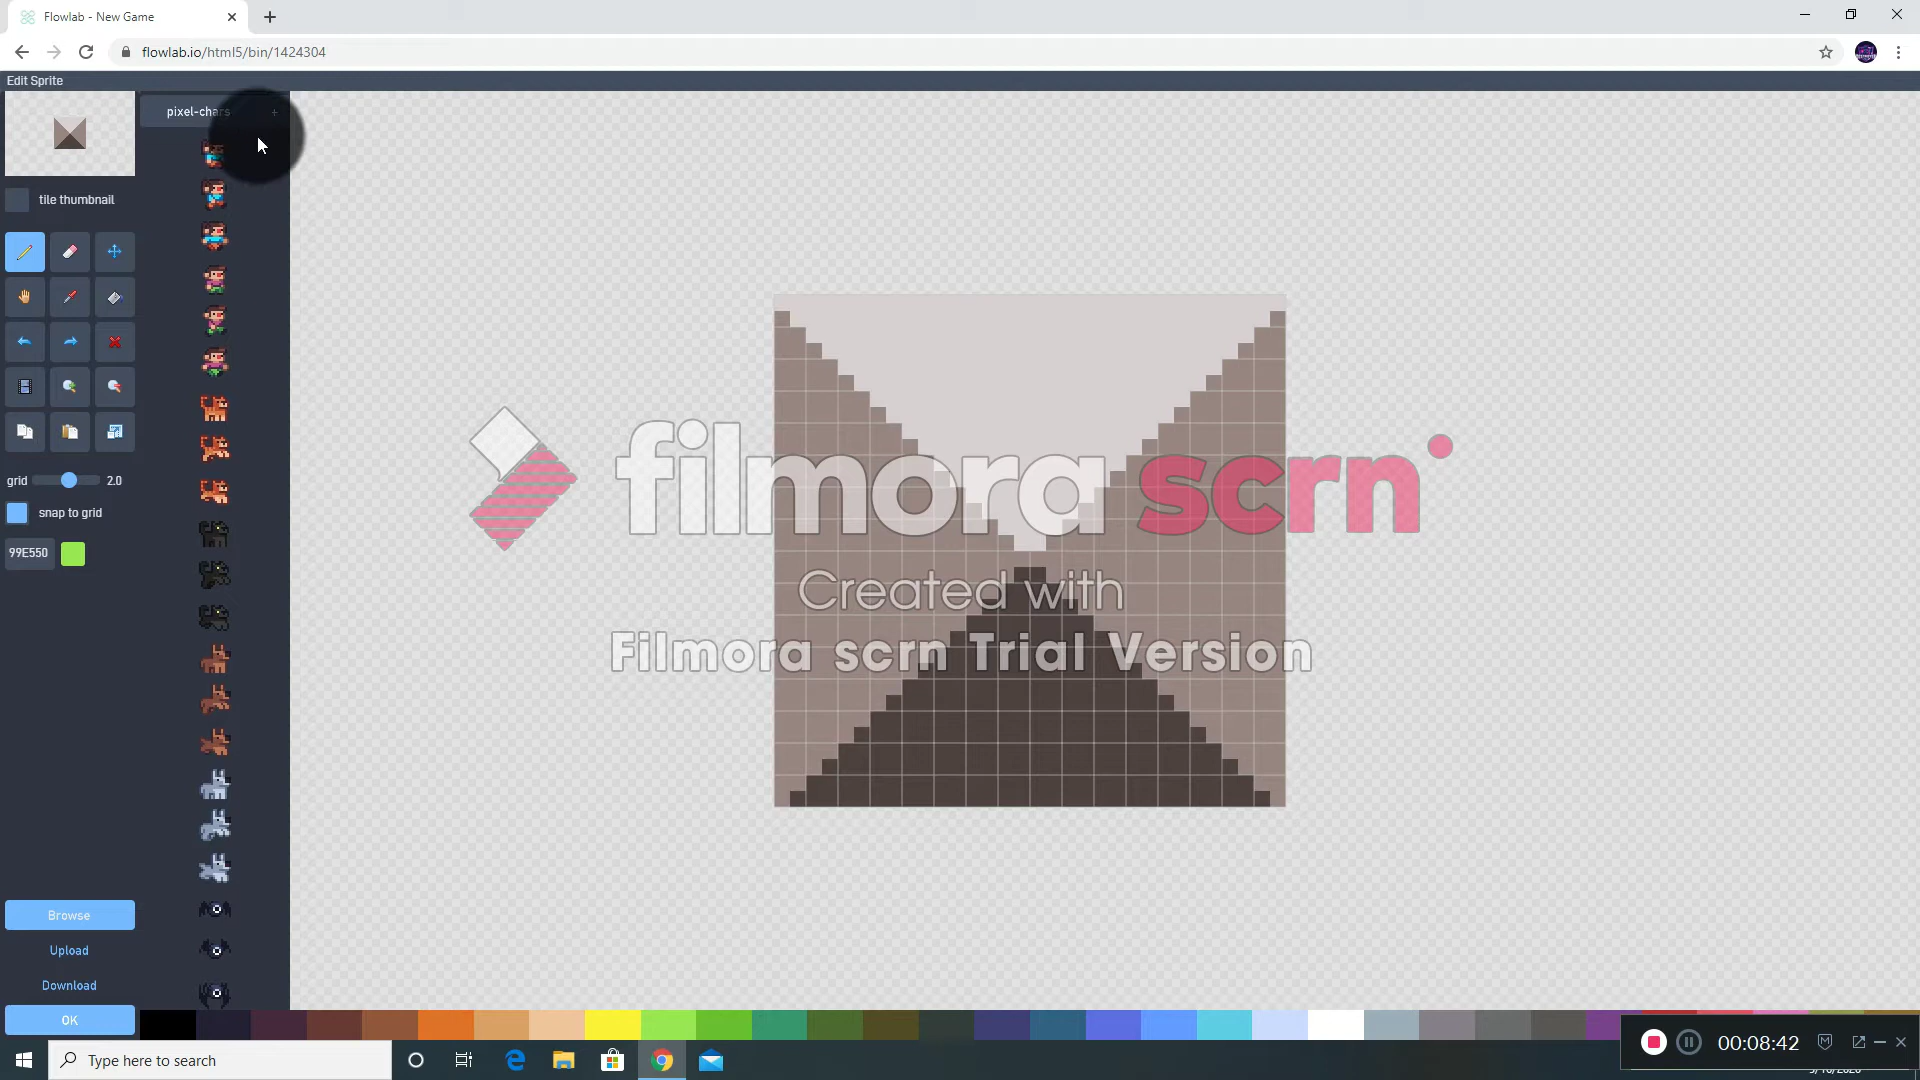 Flowlab - New Game
flowlab.io/html5/bin/1424304
Edit Sprite
pixel-chars
+
tile thumbnail
grid
2.0
snap to grid
99E550
filmora scrn
Created with
Filmora scrn Trial Version
Browse
Upload
Download
OK
Type here to search
00:08:42